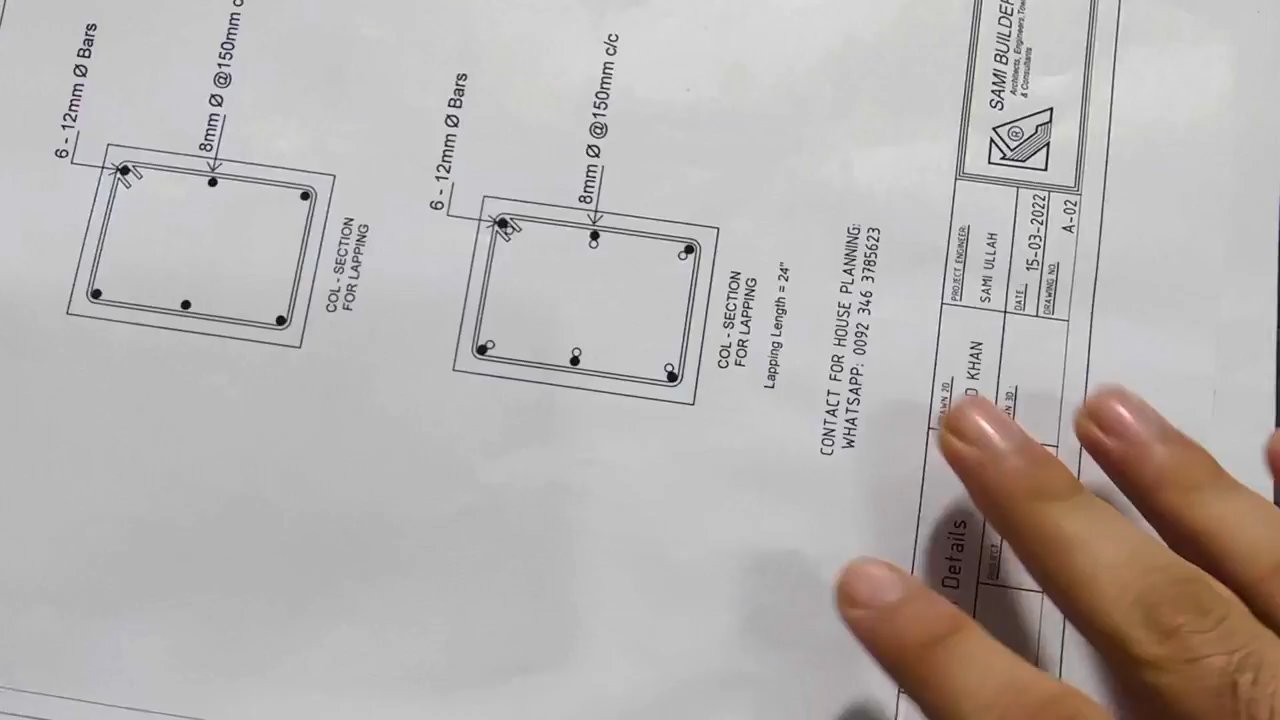 6 - 12mm Ø Bars
8mm Ø @150mm c
COL - SECTION
FOR LAPPING
6 - 12mm Ø Bars
8mm Ø @150mm c/c
COL - SECTION
FOR LAPPING
Lapping Length = 24"
CONTACT FOR HOUSE PLANNING:
WHATSAPP: 0092 346 3785623
SAMI BUILDER
Architects, Engineers, Tow
& Consultants
®
PROJECT ENGINEER:
SAMI ULLAH
DATE :
15-03-2022
DRAWING NO.
A-02
KHAN
Details
PROJECT